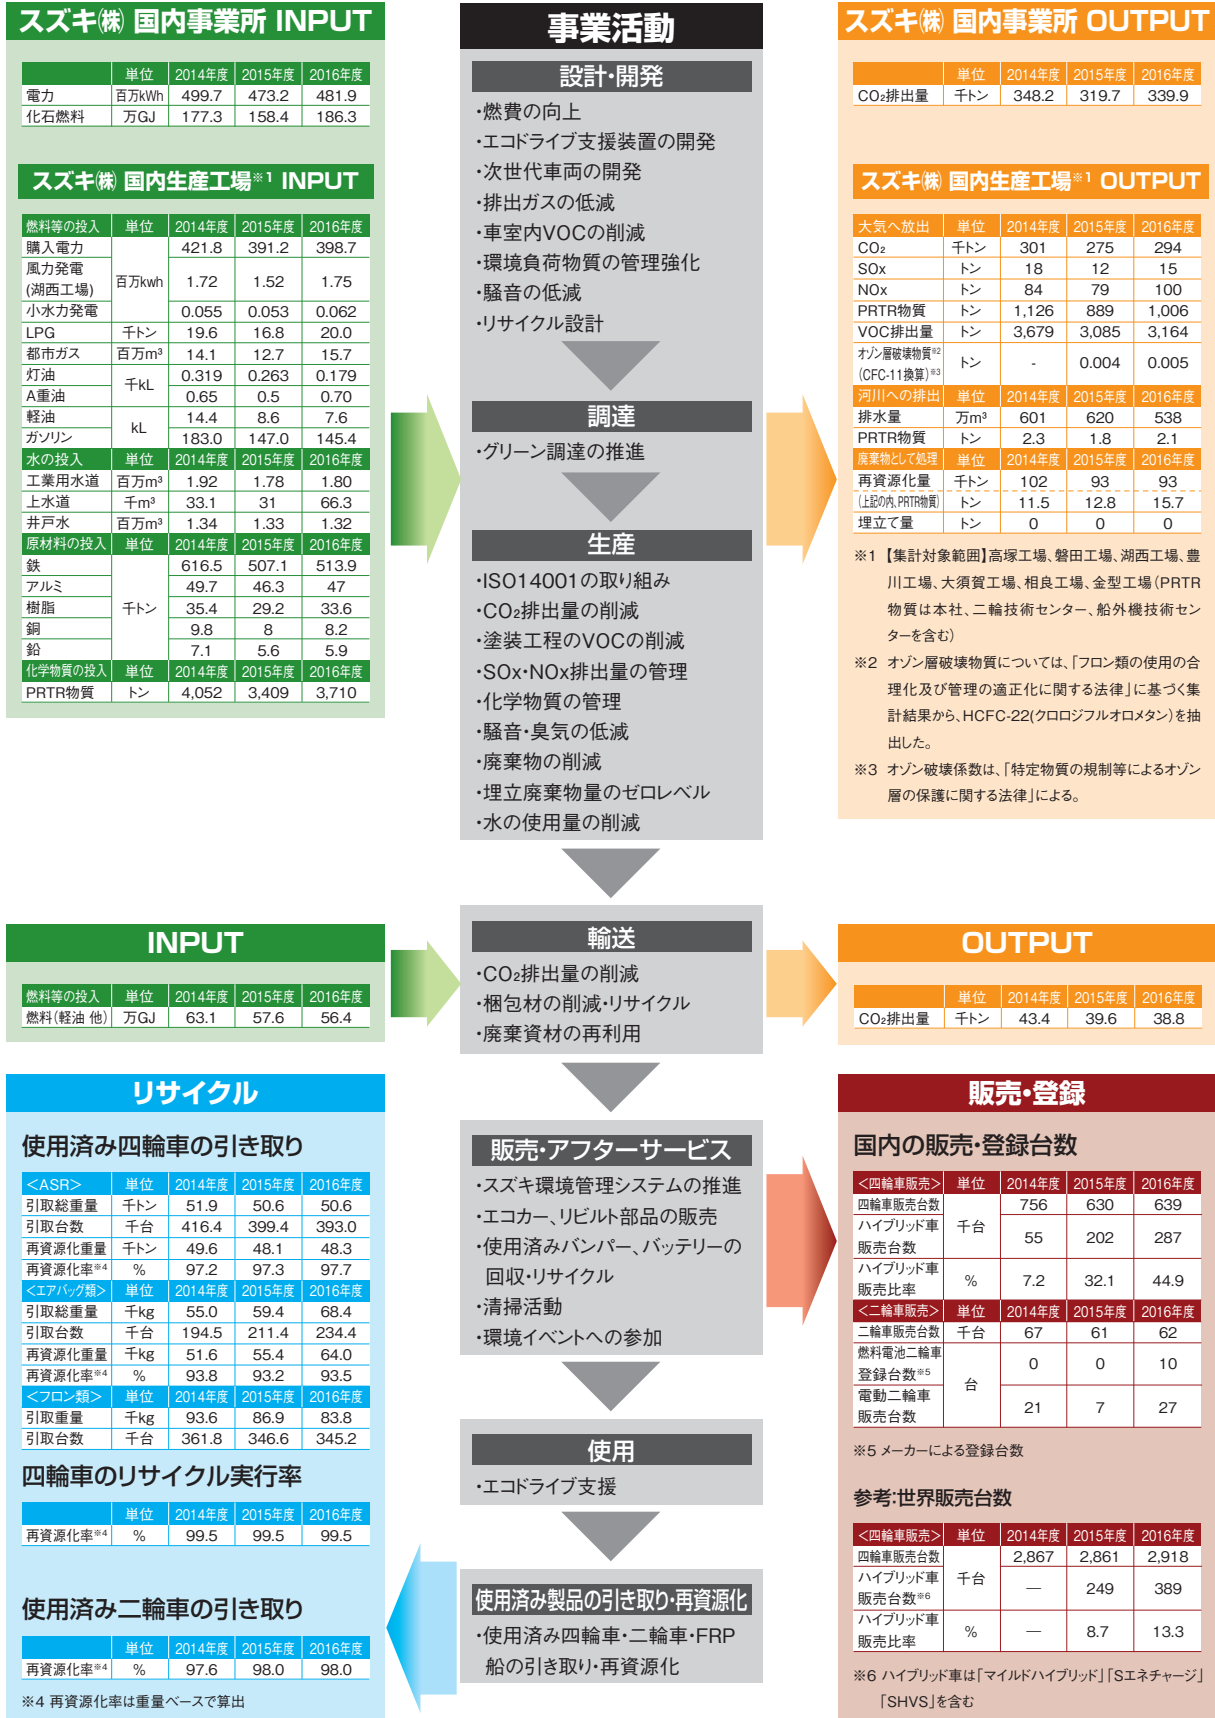 スズキ㈱ 国内事業所 INPUT
単位 2014年度 2015年度 2016年度
電力 百万kWh 499.7 473.2 481.9
化石燃料 万GJ 177.3 158.4 186.3
スズキ㈱ 国内生産工場※1 INPUT
燃料等の投入 単位 2014年度 2015年度 2016年度
購入電力 百万kwh 421.8 391.2 398.7
風力発電
(湖西工場) 1.72 1.52 1.75
小水力発電 0.055 0.053 0.062
LPG 千トン 19.6 16.8 20.0
都市ガス 百万m³ 14.1 12.7 15.7
灯油 千kL 0.319 0.263 0.179
A重油 0.65 0.5 0.70
軽油 kL 14.4 8.6 7.6
ガソリン 183.0 147.0 145.4
水の投入 単位 2014年度 2015年度 2016年度
工業用水道 百万m³ 1.92 1.78 1.80
上水道 千m³ 33.1 31 66.3
井戸水 百万m³ 1.34 1.33 1.32
原材料の投入 単位 2014年度 2015年度 2016年度
鉄 千トン 616.5 507.1 513.9
アルミ 49.7 46.3 47
樹脂 35.4 29.2 33.6
銅 9.8 8 8.2
鉛 7.1 5.6 5.9
化学物質の投入 単位 2014年度 2015年度 2016年度
PRTR物質 トン 4,052 3,409 3,710
事業活動
設計・開発
・燃費の向上
・エコドライブ支援装置の開発
・次世代車両の開発
・排出ガスの低減
・車室内VOCの削減
・環境負荷物質の管理強化
・騒音の低減
・リサイクル設計
調達
・グリーン調達の推進
生産
・ISO14001の取り組み
・CO₂排出量の削減
・塗装工程のVOCの削減
・SOx・NOx排出量の管理
・化学物質の管理
・騒音・臭気の低減
・廃棄物の削減
・埋立廃棄物量のゼロレベル
・水の使用量の削減
スズキ㈱ 国内事業所 OUTPUT
単位 2014年度 2015年度 2016年度
CO₂排出量 千トン 348.2 319.7 339.9
スズキ㈱ 国内生産工場※1 OUTPUT
大気へ放出 単位 2014年度 2015年度 2016年度
CO₂ 千トン 301 275 294
SOx トン 18 12 15
NOx トン 84 79 100
PRTR物質 トン 1,126 889 1,006
VOC排出量 トン 3,679 3,085 3,164
オゾン層破壊物質※2
(CFC-11換算)※3 トン - 0.004 0.005
河川への排出 単位 2014年度 2015年度 2016年度
排水量 万m³ 601 620 538
PRTR物質 トン 2.3 1.8 2.1
廃棄物として処理 単位 2014年度 2015年度 2016年度
再資源化量 千トン 102 93 93
(上記の内、PRTR物質) トン 11.5 12.8 15.7
埋立て量 トン 0 0 0
※1 【集計対象範囲】高塚工場、磐田工場、湖西工場、豊
川工場、大須賀工場、相良工場、金型工場(PRTR
物質は本社、二輪技術センター、船外機技術セン
ターを含む)
※2 オゾン層破壊物質については、「フロン類の使用の合
理化及び管理の適正化に関する法律」に基づく集
計結果から、HCFC-22(クロロジフルオロメタン)を抽
出した。
※3 オゾン破壊係数は、「特定物質の規制等によるオゾン
層の保護に関する法律」による。
INPUT
燃料等の投入 単位 2014年度 2015年度 2016年度
燃料(軽油 他) 万GJ 63.1 57.6 56.4
輸送
・CO₂排出量の削減
・梱包材の削減・リサイクル
・廃棄資材の再利用
OUTPUT
単位 2014年度 2015年度 2016年度
CO₂排出量 千トン 43.4 39.6 38.8
リサイクル
使用済み四輪車の引き取り
<ASR> 単位 2014年度 2015年度 2016年度
引取総重量 千トン 51.9 50.6 50.6
引取台数 千台 416.4 399.4 393.0
再資源化重量 千トン 49.6 48.1 48.3
再資源化率※4 % 97.2 97.3 97.7
<エアバッグ類> 単位 2014年度 2015年度 2016年度
引取総重量 千kg 55.0 59.4 68.4
引取台数 千台 194.5 211.4 234.4
再資源化重量 千kg 51.6 55.4 64.0
再資源化率※4 % 93.8 93.2 93.5
<フロン類> 単位 2014年度 2015年度 2016年度
引取重量 千kg 93.6 86.9 83.8
引取台数 千台 361.8 346.6 345.2
四輪車のリサイクル実行率
単位 2014年度 2015年度 2016年度
再資源化率※4 % 99.5 99.5 99.5
使用済み二輪車の引き取り
単位 2014年度 2015年度 2016年度
再資源化率※4 % 97.6 98.0 98.0
※4 再資源化率は重量ベースで算出
販売・アフターサービス
・スズキ環境管理システムの推進
・エコカー、リビルト部品の販売
・使用済みバンパー、バッテリーの
回収・リサイクル
・清掃活動
・環境イベントへの参加
使用
・エコドライブ支援
使用済み製品の引き取り・再資源化
・使用済み四輪車・二輪車・FRP
船の引き取り・再資源化
販売・登録
国内の販売・登録台数
<四輪車販売> 単位 2014年度 2015年度 2016年度
四輪車販売台数 千台 756 630 639
ハイブリッド車
販売台数 55 202 287
ハイブリッド車
販売比率 % 7.2 32.1 44.9
<二輪車販売> 単位 2014年度 2015年度 2016年度
二輪車販売台数 千台 67 61 62
燃料電池二輪車
登録台数※5 台 0 0 10
電動二輪車
販売台数 21 7 27
※5 メーカーによる登録台数
参考:世界販売台数
<四輪車販売> 単位 2014年度 2015年度 2016年度
四輪車販売台数 千台 2,867 2,861 2,918
ハイブリッド車
販売台数※6 — 249 389
ハイブリッド車
販売比率 % — 8.7 13.3
※6 ハイブリッド車は「マイルドハイブリッド」「Sエネチャージ」
「SHVS」を含む